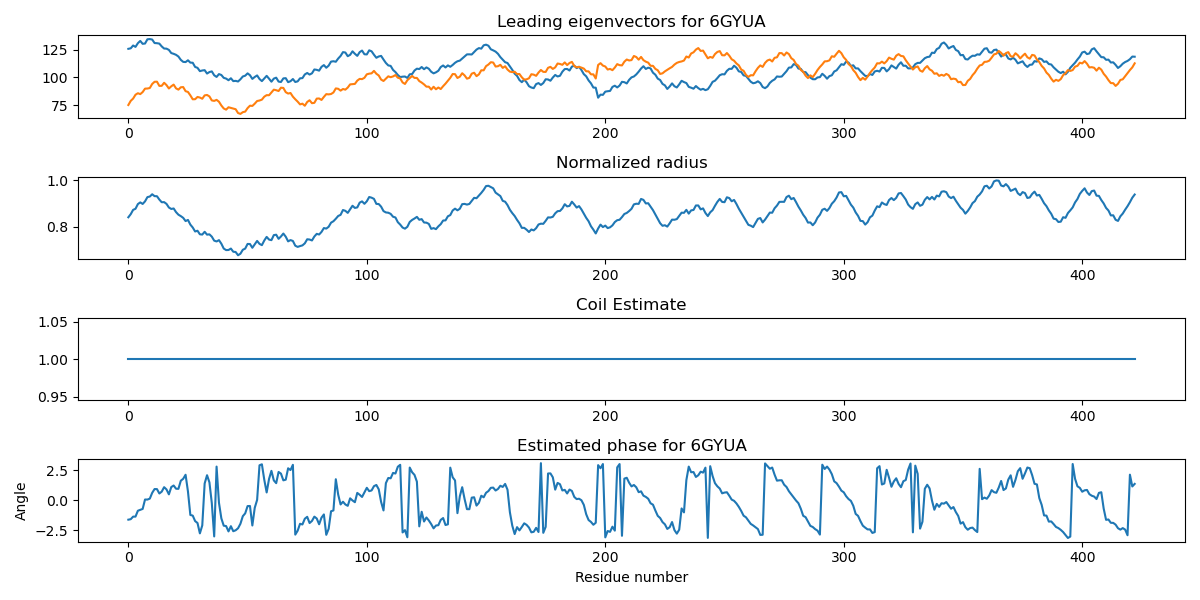 Leading eigenvectors for 6GYUA
125
100
75
0 100 200 300 400
Normalized radius
1.0
0.8
0 100 200 300 400
Coil Estimate
1.05
1.00
0.95
0 100 200 300 400
Estimated phase for 6GYUA
Angle
2.5
0.0
−2.5
0 100 200 300 400
Residue number